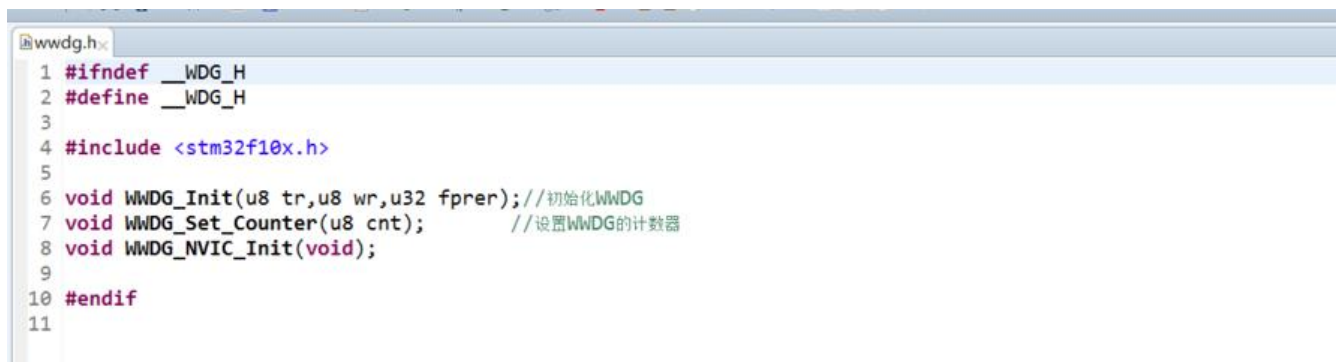 wwdg.h
1 #ifndef __WDG_H
2 #define __WDG_H
3
4 #include <stm32f10x.h>
5
6 void WWDG_Init(u8 tr,u8 wr,u32 fprer);//初始化WWDG
7 void WWDG_Set_Counter(u8 cnt);        //设置WWDG的计数器
8 void WWDG_NVIC_Init(void);
9
10 #endif
11